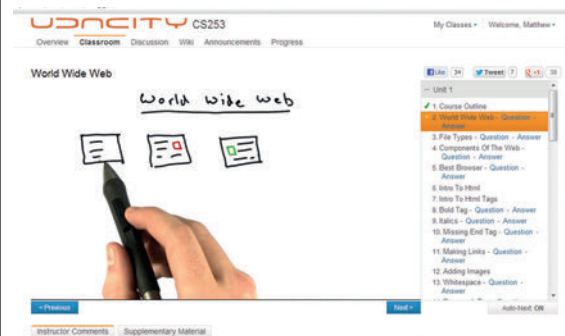 UDACITY CS253
My Classes Welcome, Matthew
Overview Classroom Discussion Wiki Announcements Progress
World Wide Web
Like 34 Tweet 7 +1 38
World Wide Web
Unit 1
1. Course Outline
2. World Wide Web - Question -
Answer
3. File Types - Question - Answer
4. Components Of The Web -
Question - Answer
5. Best Browser - Question -
Answer
6. Intro To Html
7. Intro To Html Tags
8. Bold Tag - Question - Answer
9. Italics - Question - Answer
10. Missing End Tag - Question -
Answer
11. Making Links - Question -
Answer
12. Adding Images
13. Whitespace - Question -
Answer
« Previous
Next »
Auto-Next: ON
Instructor Comments Supplementary Material